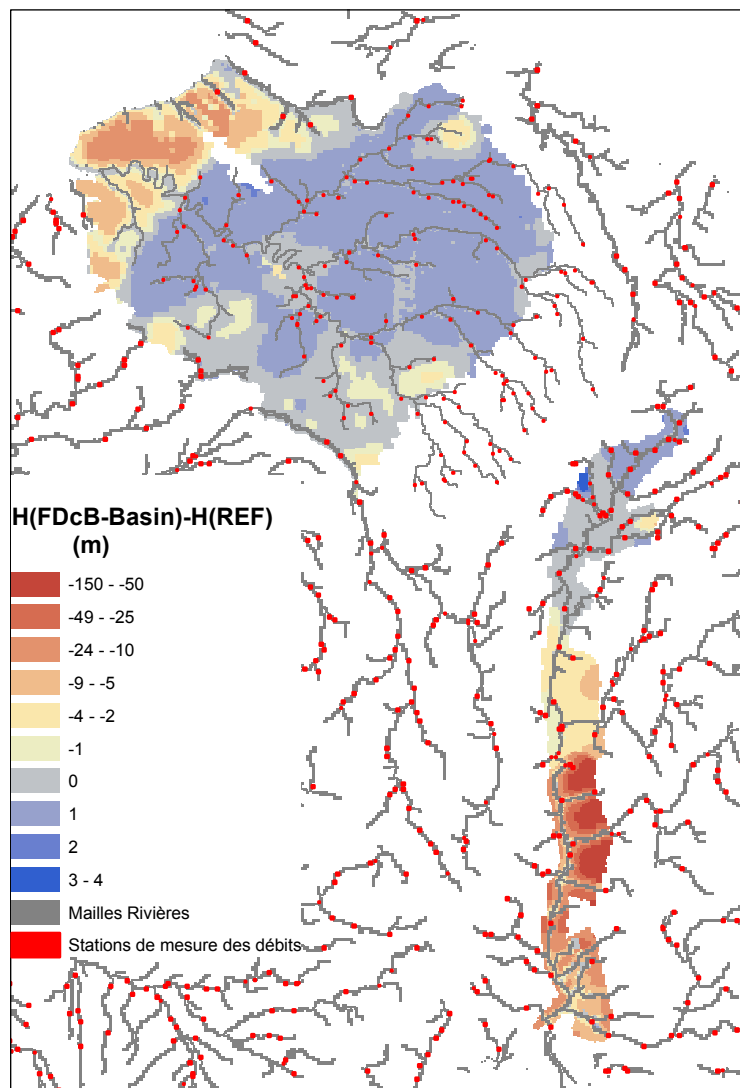 H(FDcB-Basin)-H(REF)
(m)
-150 - -50
-49 - -25
-24 - -10
-9 - -5
-4 - -2
-1
0
1
2
3 - 4
Mailles Rivières
Stations de mesure des débits